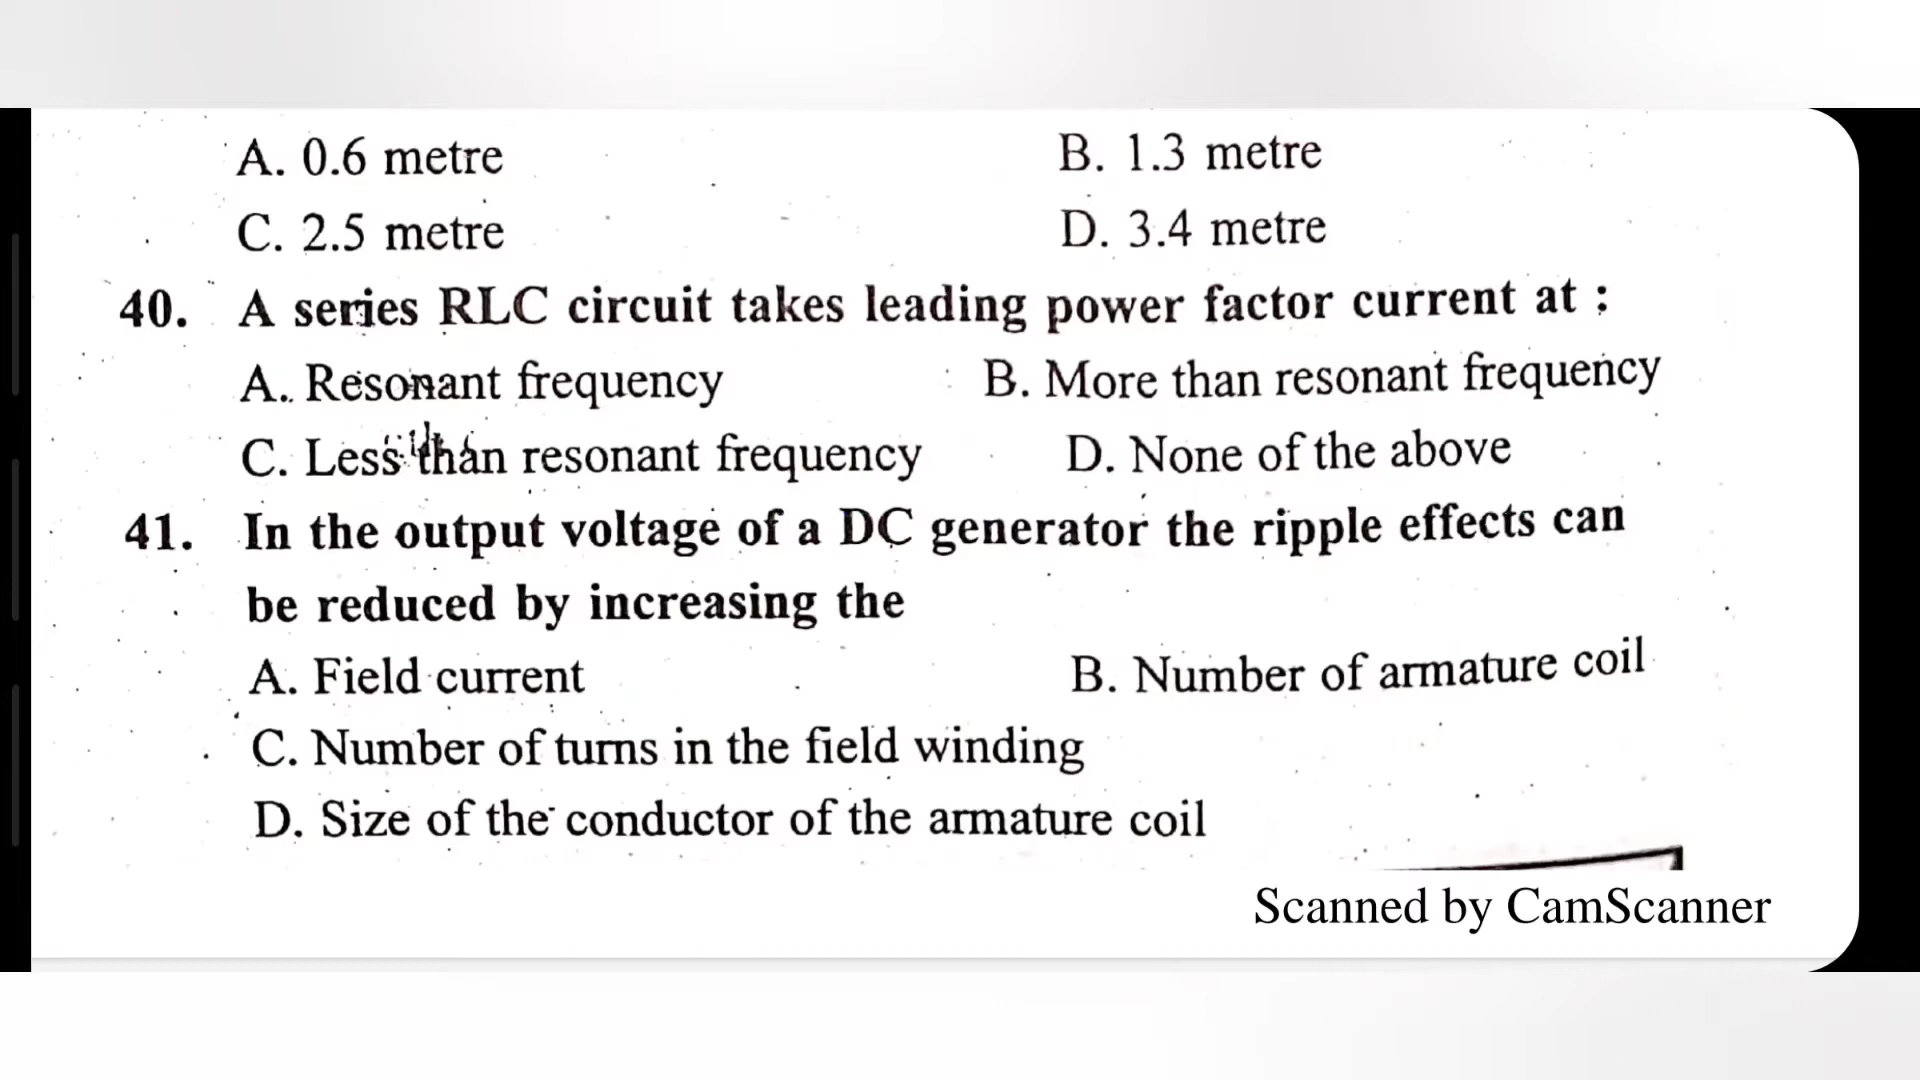 A. 0.6 metre B. 1.3 metre
C. 2.5 metre D. 3.4 metre
40. A series RLC circuit takes leading power factor current at :
A. Resonant frequency B. More than resonant frequency
C. Less than resonant frequency D. None of the above
41. In the output voltage of a DC generator the ripple effects can
be reduced by increasing the
A. Field current B. Number of armature coil
C. Number of turns in the field winding
D. Size of the conductor of the armature coil
Scanned by CamScanner